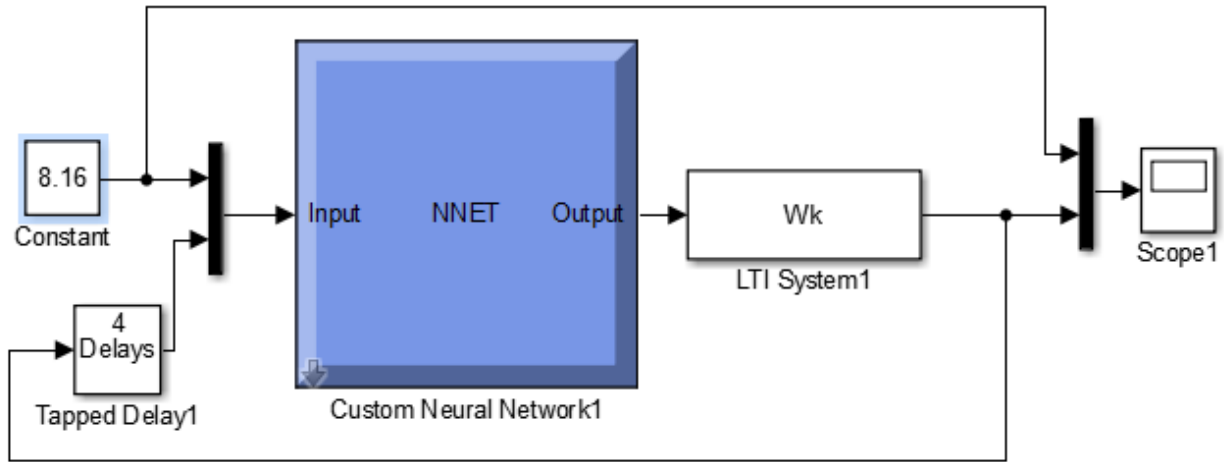 8.16
Constant
4
Delays
Tapped Delay1
Input
NNET
Output
Custom Neural Network1
Wk
LTI System1
Scope1